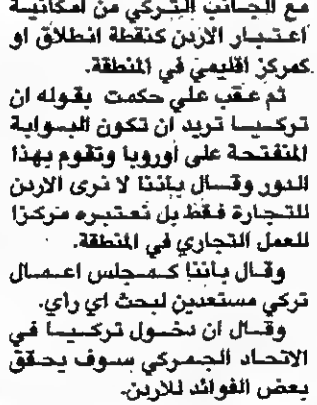 مع الجانب التركي من امكانية
اعتبار الاردن كنقطة انطلاق او
كمركز اقليمي في المنطقة.
ثم عقب علي حكمت بقوله ان
تركيا تريد ان تكون البوابة
المنفتحة على أوروبا وتقوم بهذا
الدور وقال بأننا لا نرى الاردن
للتجارة فقط بل نعتبره مركزا
للعمل التجاري في المنطقة.
وقال بأننا كمجلس اعمال
تركي مستعدين لبحث اي رأي.
وقال ان دخول تركيا في
الاتحاد الجمركي سوف يحقق
بعض الفوائد للاردن.